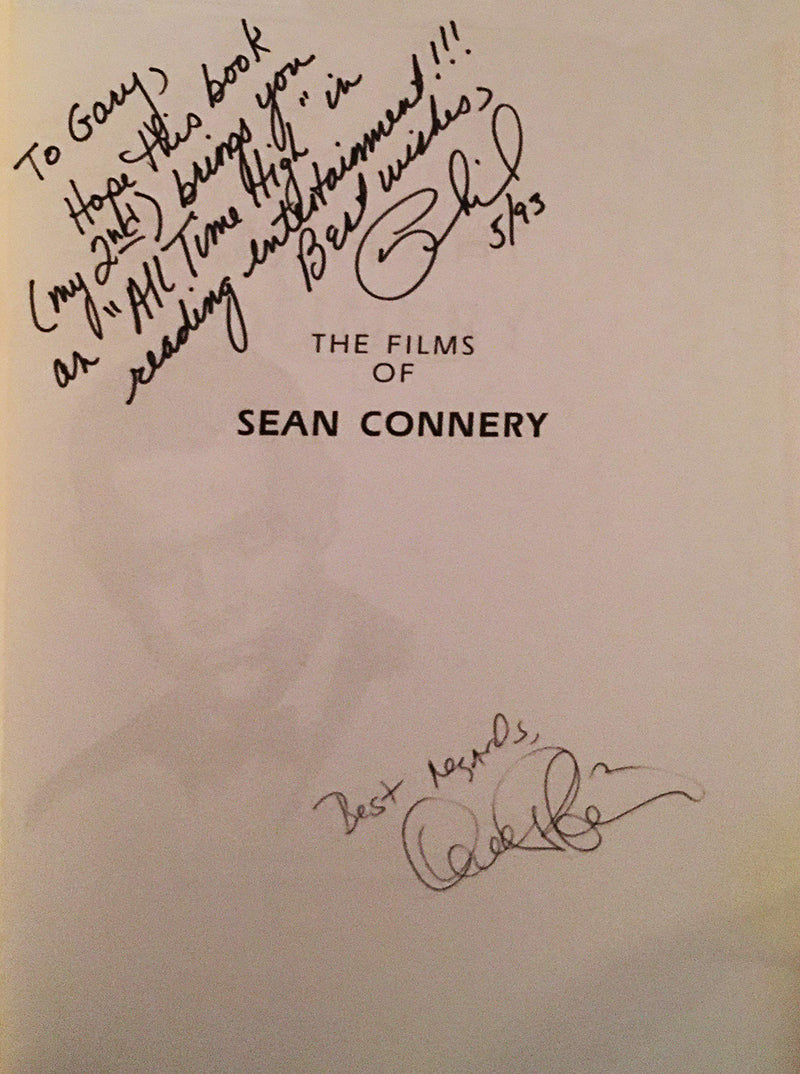 To Gary,
Hope this book
(my 2nd) brings you
an "All Time High" in
reading entertainment!!!
Best wishes,
Phil
5/93
THE FILMS
OF
SEAN CONNERY
Best regards,